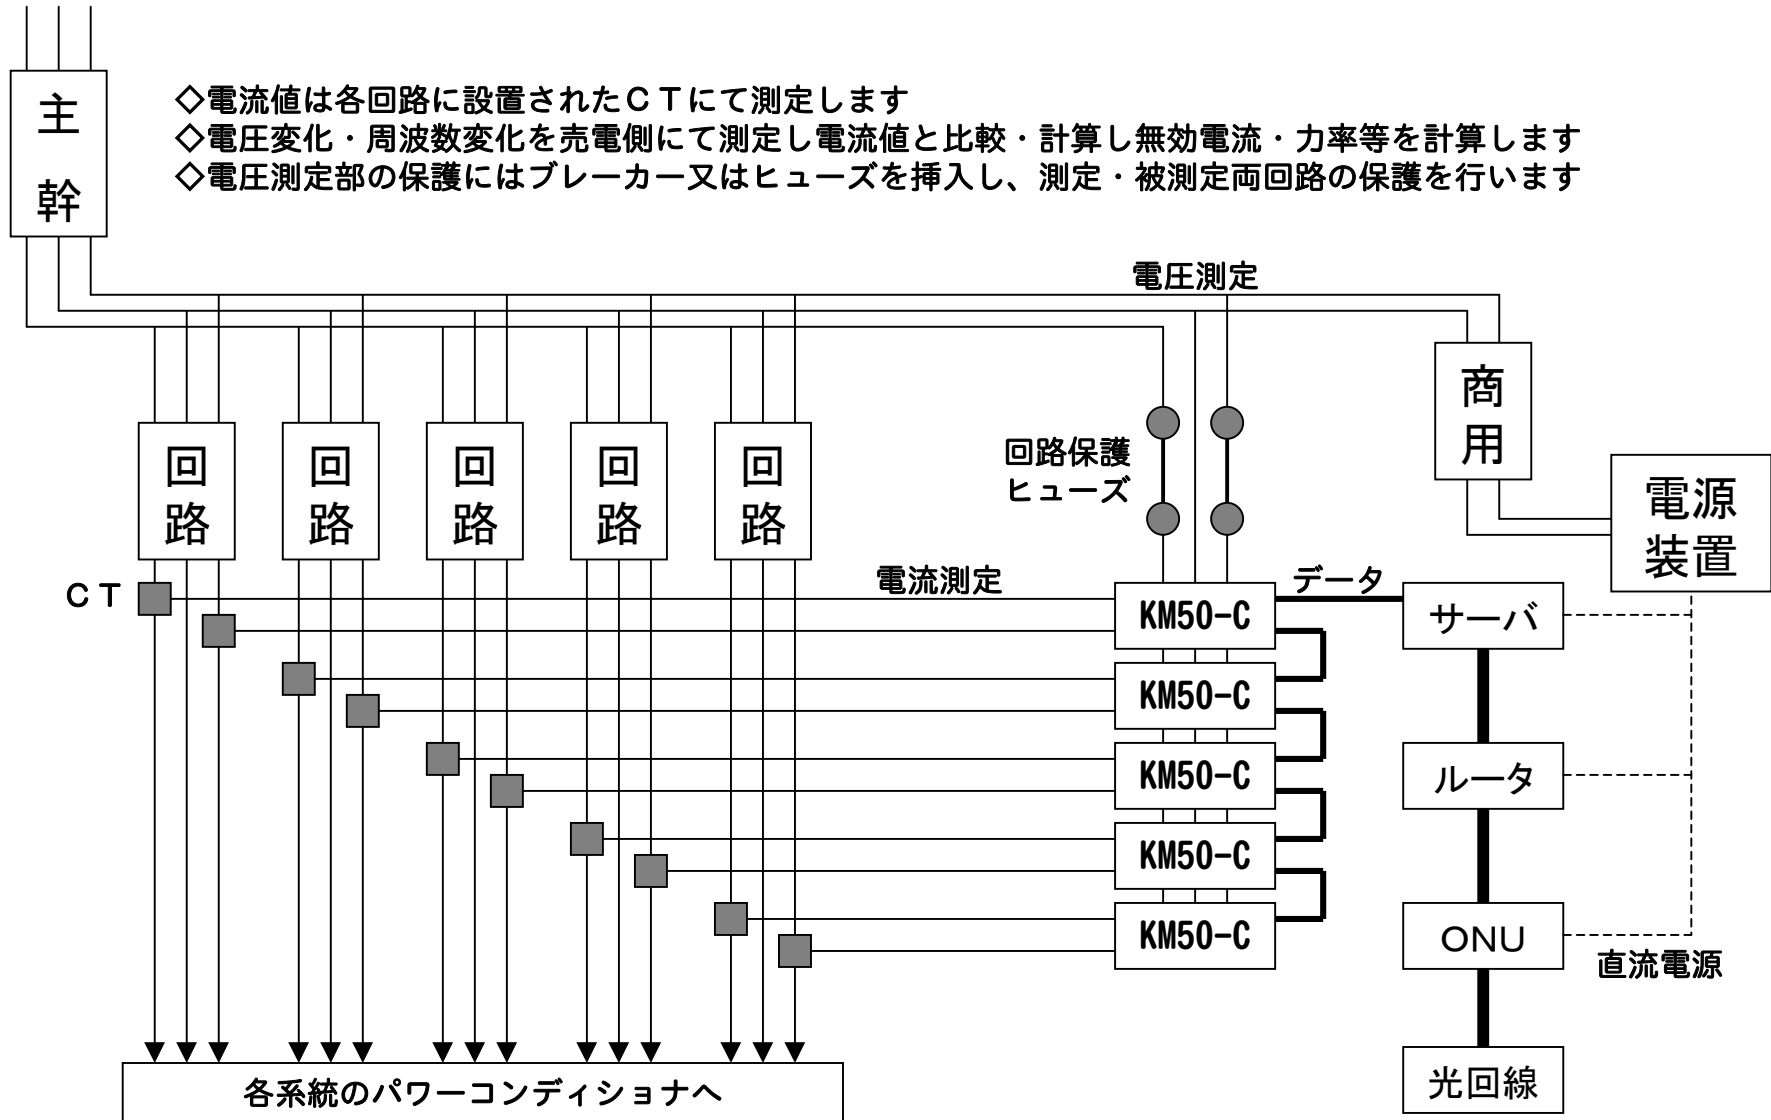 主幹
◇電流値は各回路に設置されたＣＴにて測定します
◇電圧変化・周波数変化を売電側にて測定し電流値と比較・計算し無効電流・力率等を計算します
◇電圧測定部の保護にはブレーカー又はヒューズを挿入し、測定・被測定両回路の保護を行います
電圧測定
商用
回路
回路
回路
回路
回路
回路保護
ヒューズ
電源
装置
ＣＴ
電流測定
データ
KM50-C
サーバ
KM50-C
KM50-C
ルータ
KM50-C
KM50-C
ONU
直流電源
各系統のパワーコンディショナへ
光回線